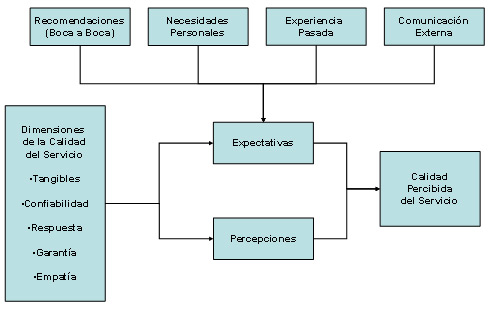 Recomendaciones
(Boca a Boca)
Necesidades
Personales
Experiencia
Pasada
Comunicación
Externa
Dimensiones
de la Calidad
del Servicio
•Tangibles
•Confiabilidad
•Respuesta
•Garantía
•Empatía
Expectativas
Percepciones
Calidad
Percibida
del Servicio